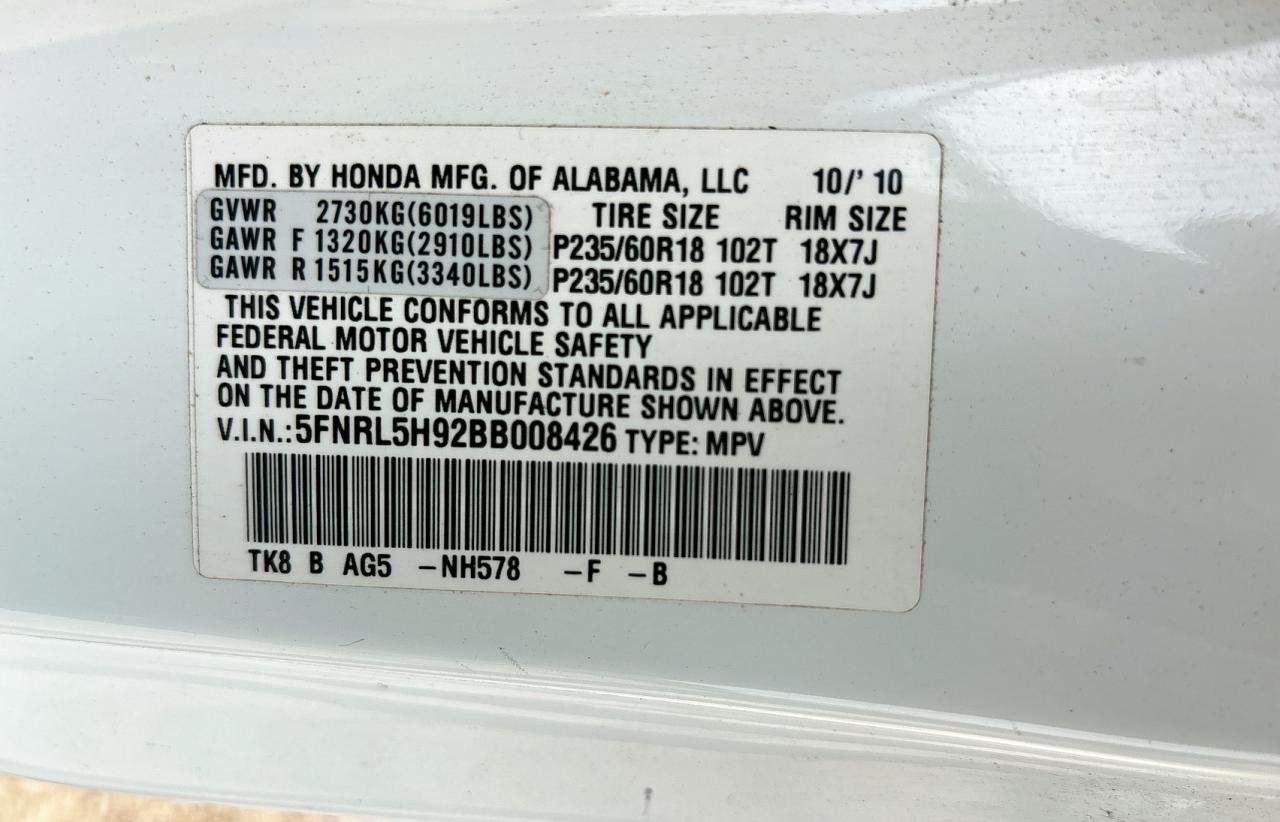 MFD. BY HONDA MFG. OF ALABAMA, LLC 10/' 10
GVWR 2730KG(6019LBS) TIRE SIZE RIM SIZE
GAWR F 1320KG(2910LBS) P235/60R18 102T 18X7J
GAWR R 1515KG(3340LBS) P235/60R18 102T 18X7J
THIS VEHICLE CONFORMS TO ALL APPLICABLE
FEDERAL MOTOR VEHICLE SAFETY
AND THEFT PREVENTION STANDARDS IN EFFECT
ON THE DATE OF MANUFACTURE SHOWN ABOVE.
V.I.N.:5FNRL5H92BB008426 TYPE: MPV
TK8 B AG5 –NH578 –F –B